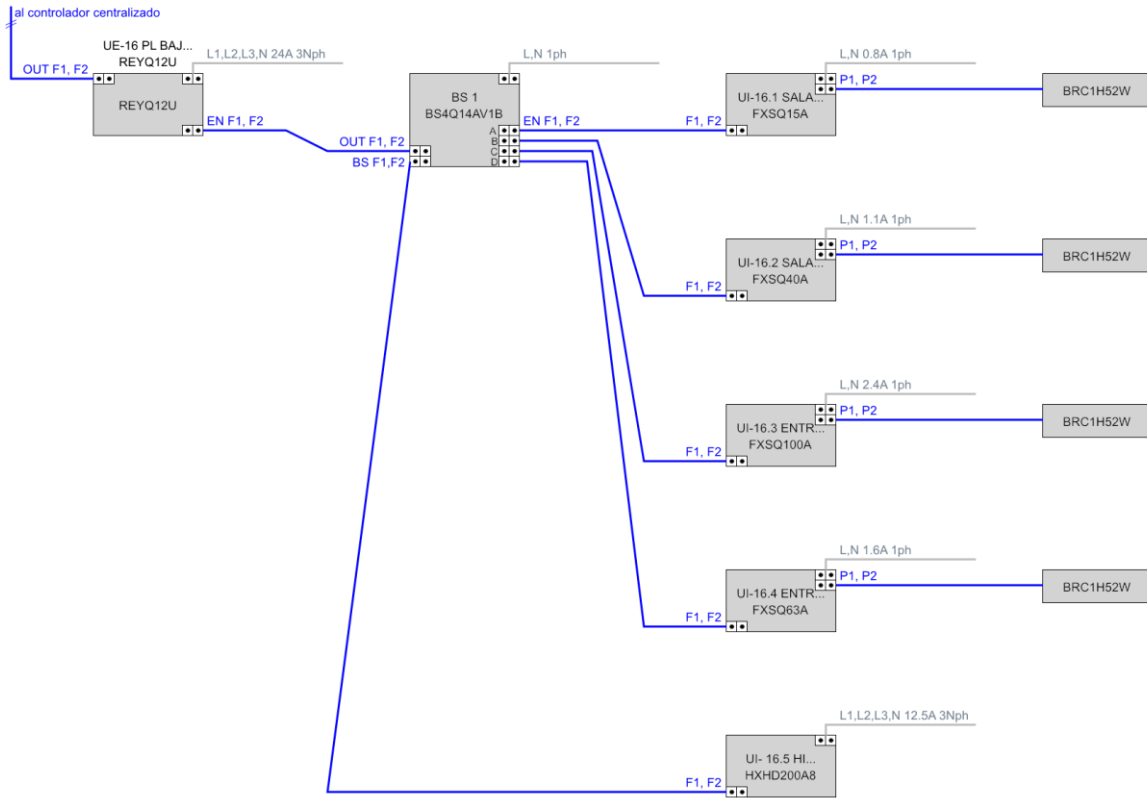 al controlador centralizado
UE-16 PL BAJ...
REYQ12U
L1,L2,L3,N 24A 3Nph
OUT F1, F2
REYQ12U
EN F1, F2
L,N 1ph
BS 1
BS4Q14AV1B
A
B
C
D
EN F1, F2
OUT F1, F2
BS F1,F2
L,N 0.8A 1ph
P1, P2
UI-16.1 SALA...
FXSQ15A
F1, F2
BRC1H52W
L,N 1.1A 1ph
P1, P2
UI-16.2 SALA...
FXSQ40A
F1, F2
BRC1H52W
L,N 2.4A 1ph
P1, P2
UI-16.3 ENTR...
FXSQ100A
F1, F2
BRC1H52W
L,N 1.6A 1ph
P1, P2
UI-16.4 ENTR...
FXSQ63A
F1, F2
BRC1H52W
L1,L2,L3,N 12.5A 3Nph
UI- 16.5 HI...
HXHD200A8
F1, F2